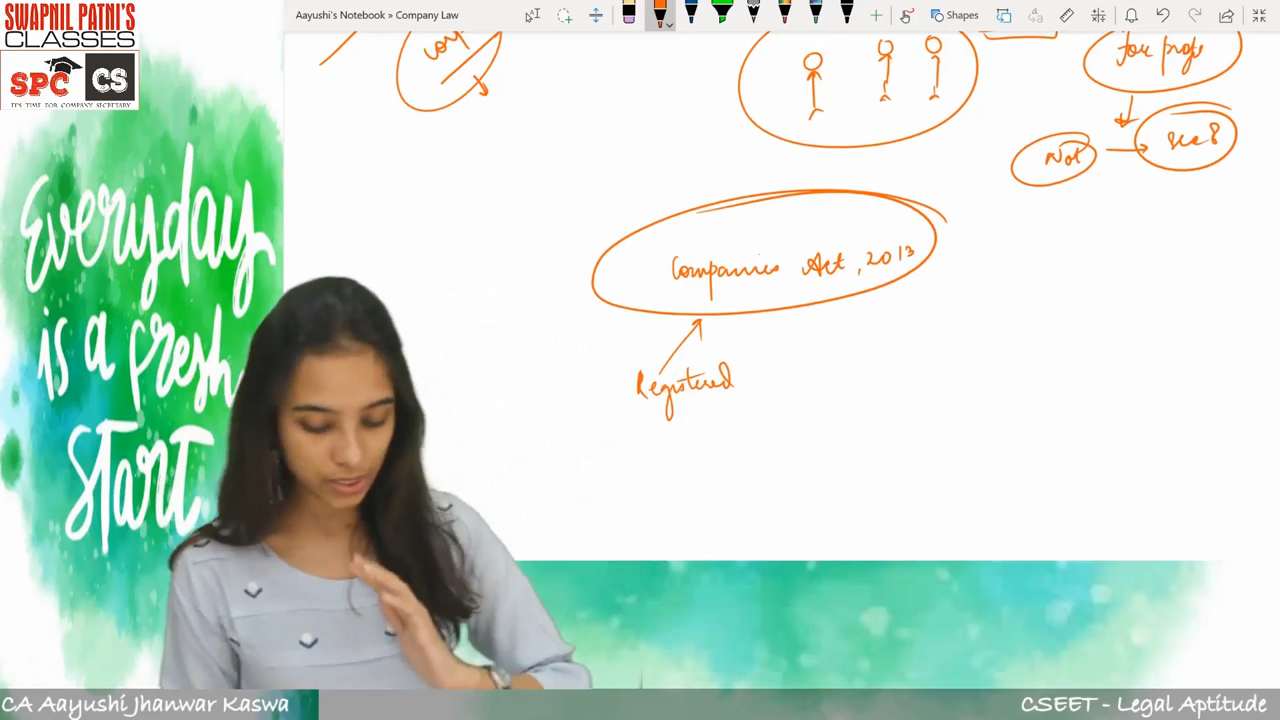 SWAPNIL PATNI'S
CLASSES
SPC CS
IT'S TIME FOR COMPANY SECRETARY
Aayushi's Notebook » Company Law
Shapes
for profs
Not
sec 8
Companies Act, 2013
Registered
Everyday
is a fresh
start
CA Aayushi Jhanwar Kaswa
CSEET - Legal Aptitude